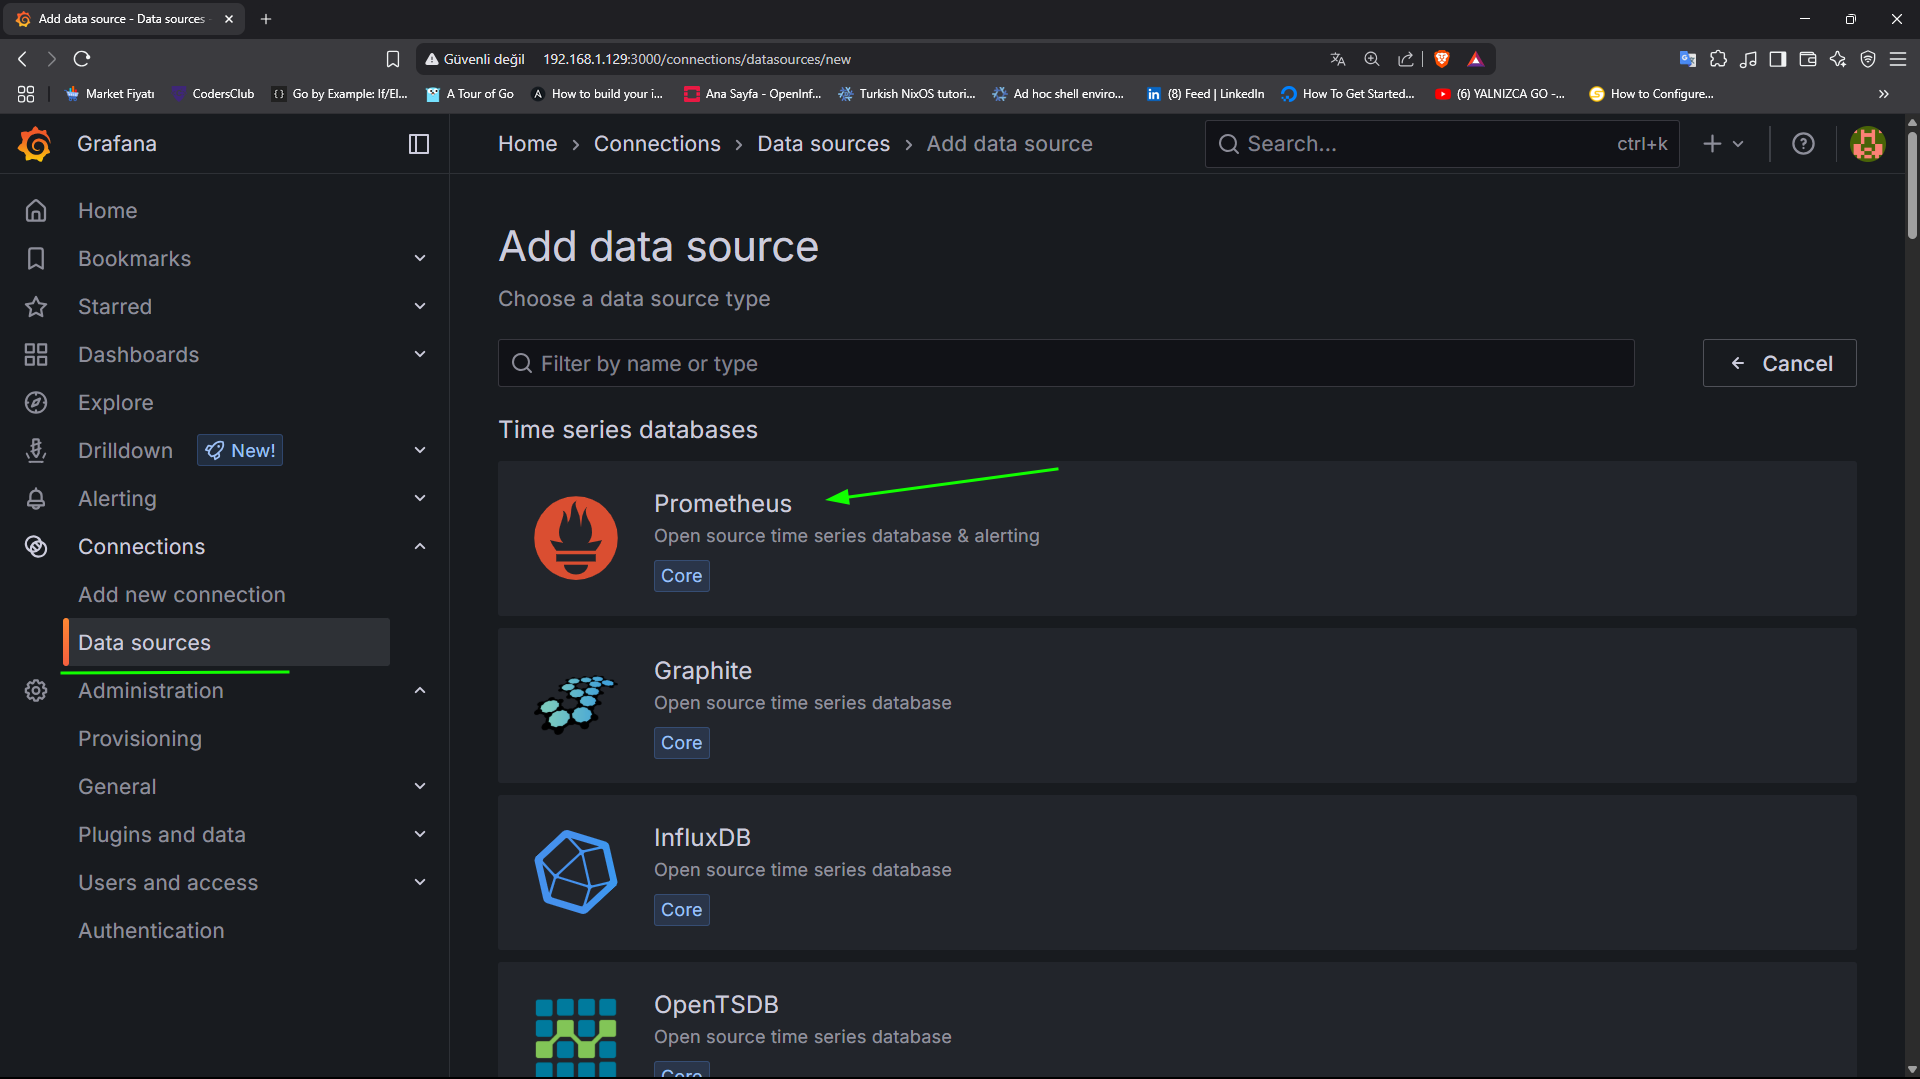 Add data source - Data sources
Güvenli değil 192.168.1.129:3000/connections/datasources/new
Market Fiyatı CodersClub Go by Example: If/El... A Tour of Go How to build your i... Ana Sayfa - OpenInf... Turkish NixOS tutori... Ad hoc shell enviro... (8) Feed | LinkedIn How To Get Started... (6) YALNIZCA GO -... How to Configure... »
Grafana
Home › Connections › Data sources › Add data source
Search... ctrl+k
Home
Bookmarks
Starred
Dashboards
Explore
Drilldown New!
Alerting
Connections
Add new connection
Data sources
Administration
Provisioning
General
Plugins and data
Users and access
Authentication
Add data source
Choose a data source type
Filter by name or type
Cancel
Time series databases
Prometheus
Open source time series database & alerting
Core
Graphite
Open source time series database
Core
InfluxDB
Open source time series database
Core
OpenTSDB
Open source time series database
Core